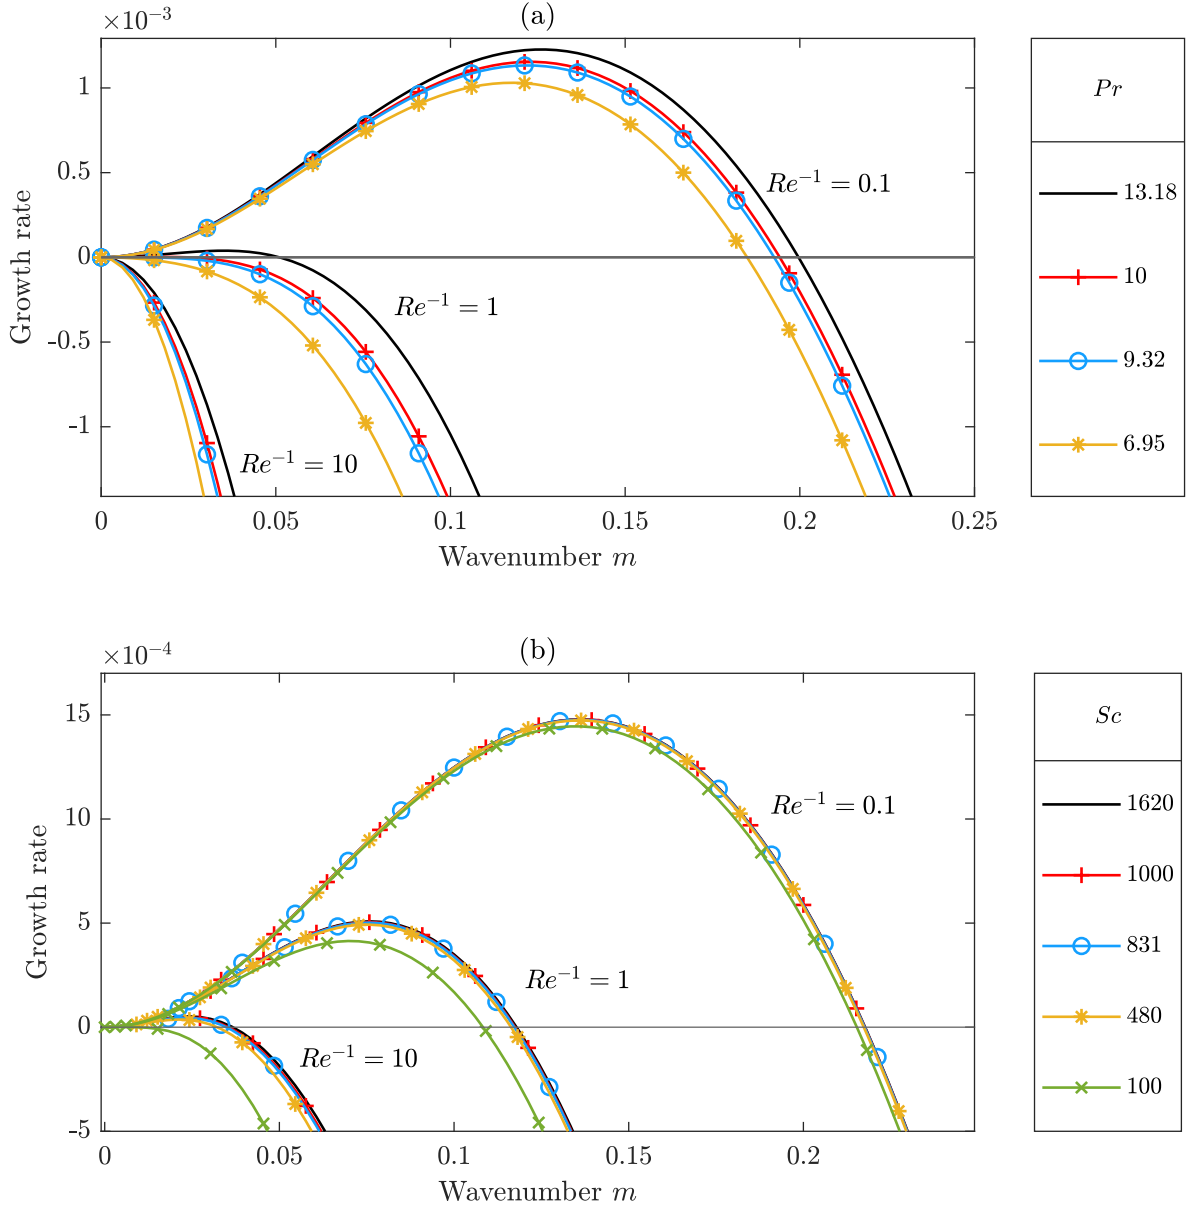 (a)
×10⁻³
Growth rate
1
0.5
0
-0.5
-1
Re⁻¹ = 0.1
Re⁻¹ = 1
Re⁻¹ = 10
0 0.05 0.1 0.15 0.2 0.25
Wavenumber m
Pr
13.18
10
9.32
6.95
(b)
×10⁻⁴
Growth rate
15
10
5
0
-5
Re⁻¹ = 0.1
Re⁻¹ = 1
Re⁻¹ = 10
0 0.05 0.1 0.15 0.2
Wavenumber m
Sc
1620
1000
831
480
100